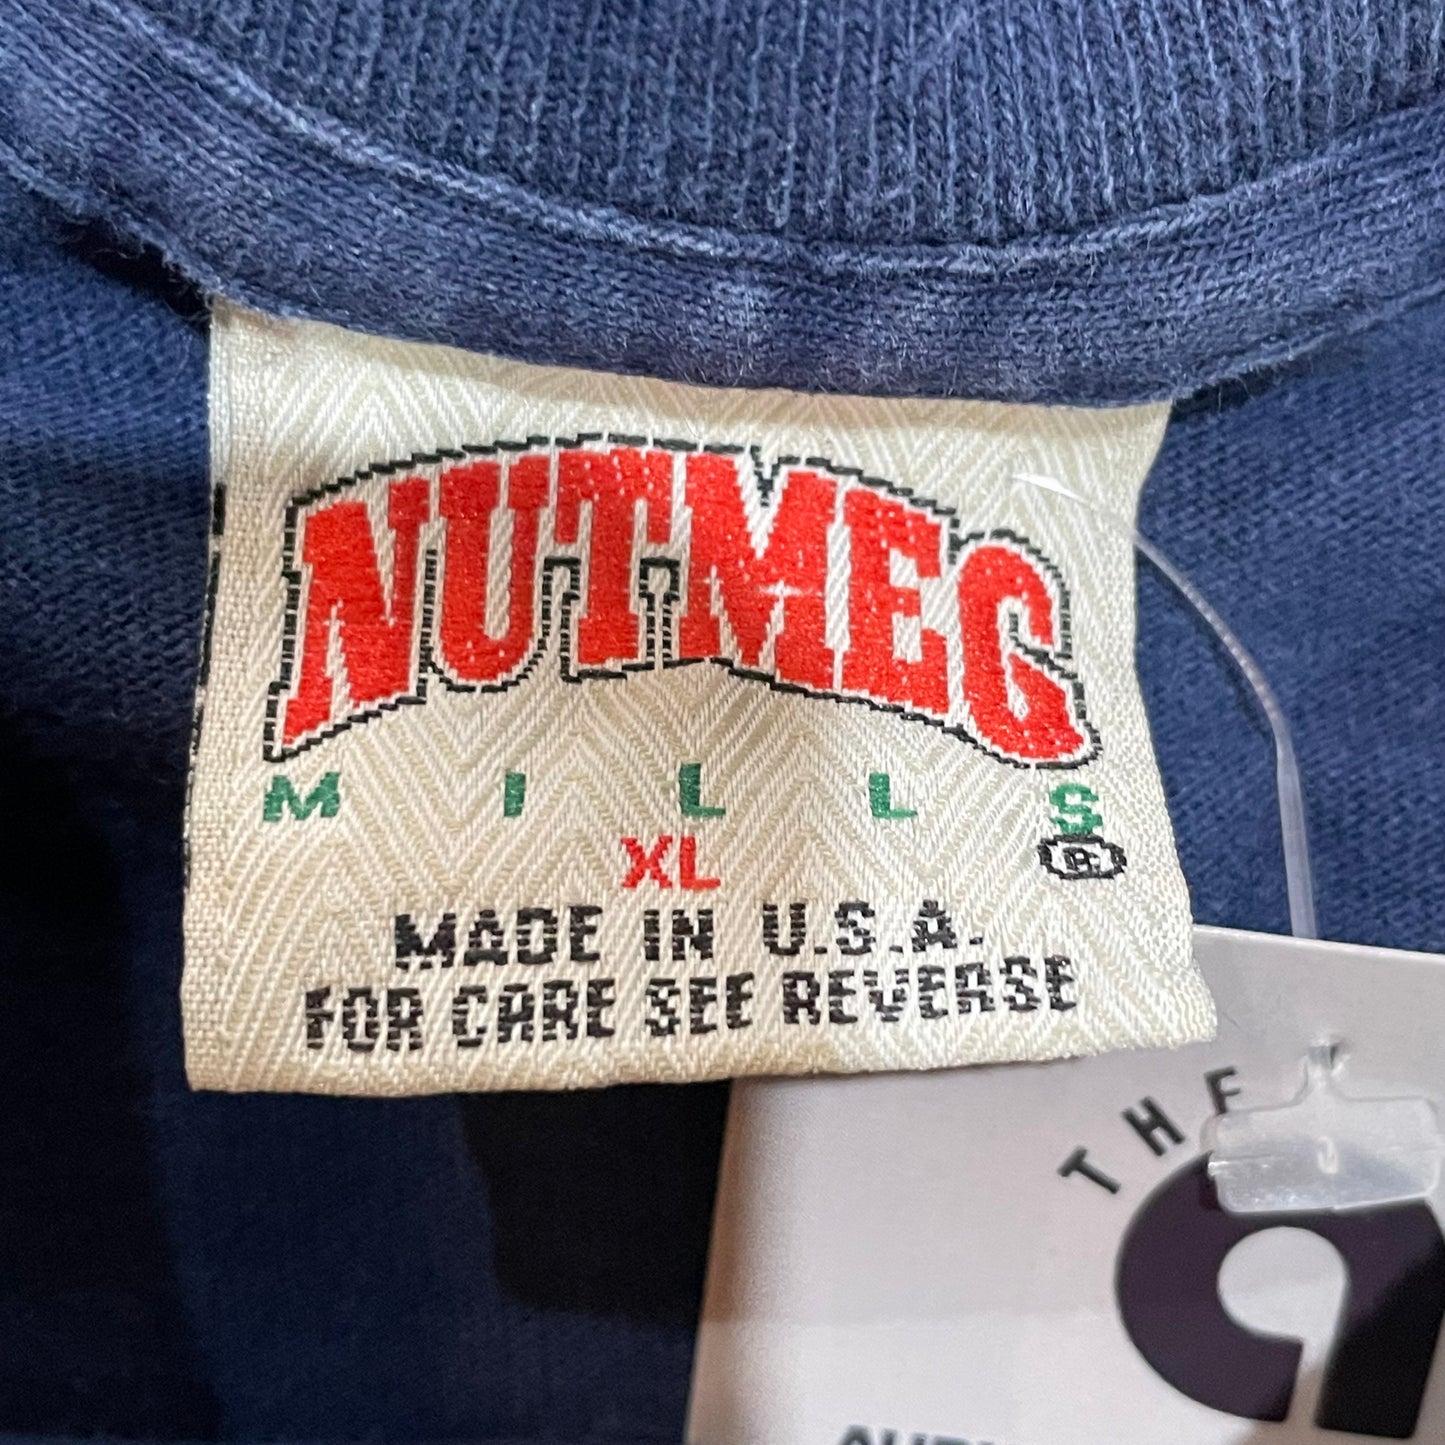 NUTMEG
MILLS
®
XL
MADE IN U.S.A.
FOR CARE SEE REVERSE
THE
a